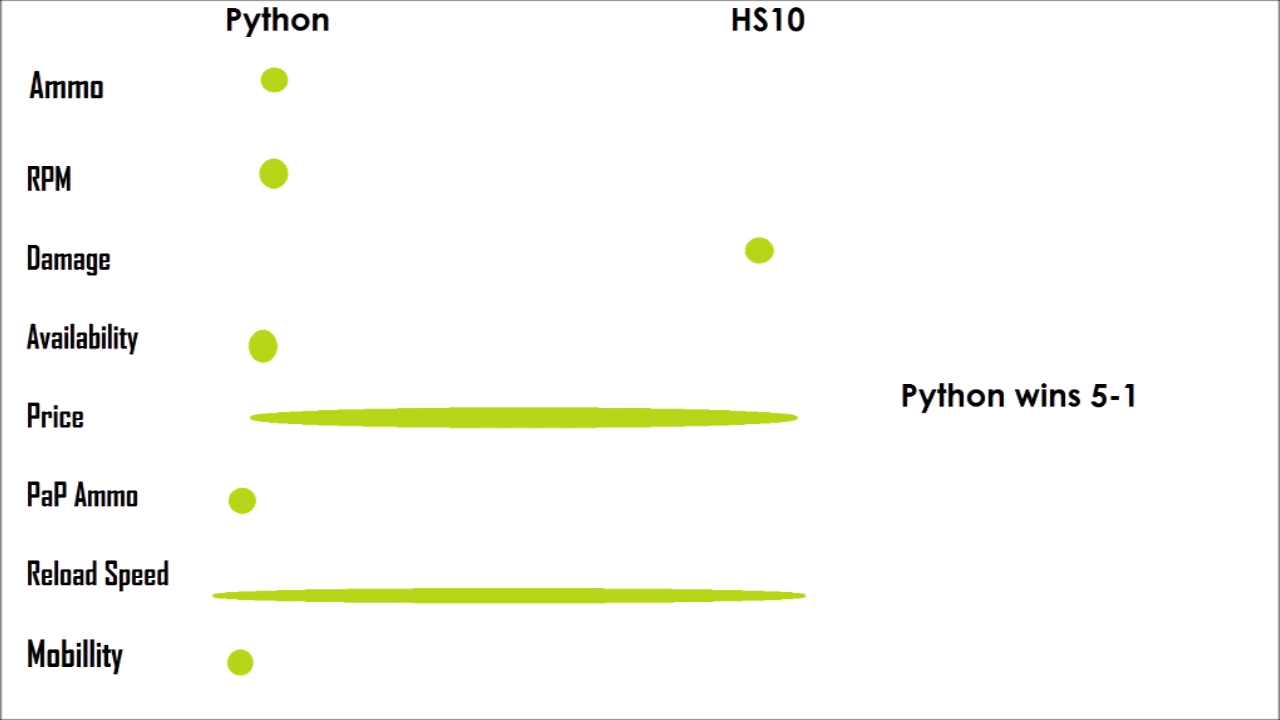 Python HS10
Ammo
RPM
Damage
Availability
Price
Python wins 5-1
PaP Ammo
Reload Speed
Mobillity